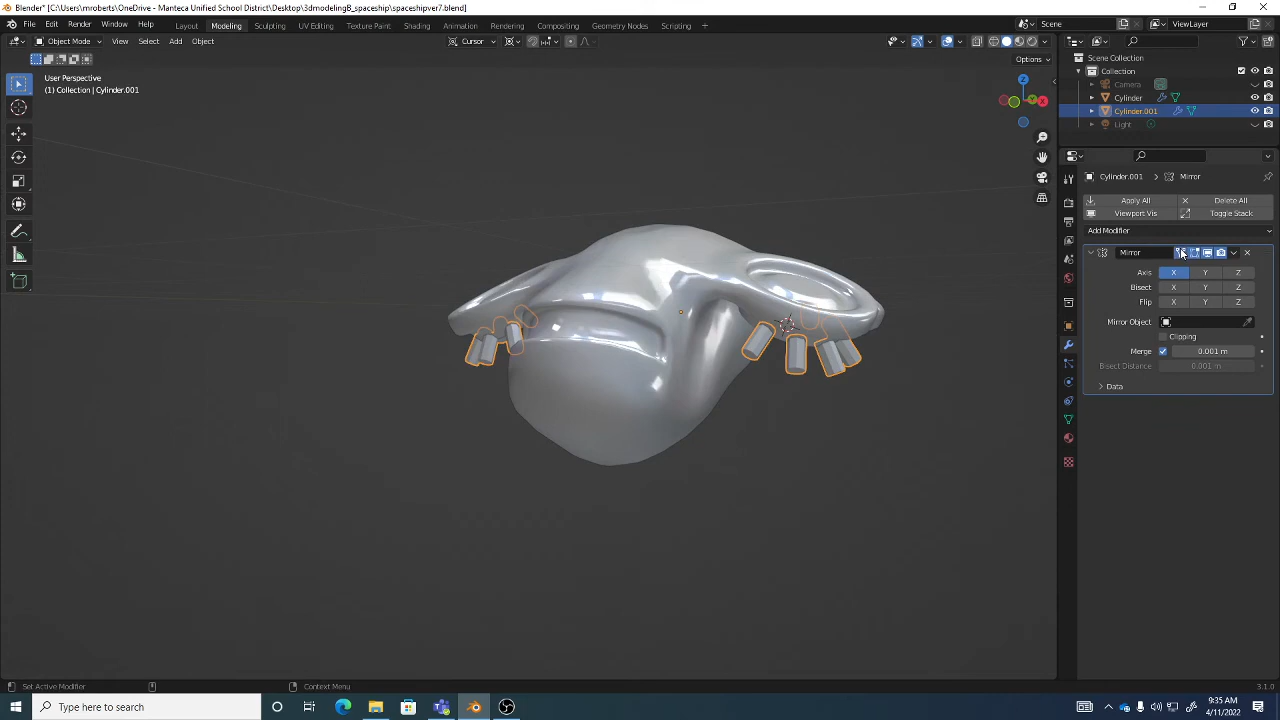 Blender* [C:\Users\mroberts\OneDrive - Manteca Unified School District\Desktop\3dmodelingB_spaceship\spaceshipver7.blend]
File Edit Render Window Help Layout Modeling Sculpting UV Editing Texture Paint Shading Animation Rendering Compositing Geometry Nodes Scripting + Scene ViewLayer
Object Mode View Select Add Object Cursor
Options
User Perspective
(1) Collection | Cylinder.001
Z
Y X
Scene Collection
Collection
Camera
Cylinder
Cylinder.001
Light
Cylinder.001 > Mirror
Apply All Delete All
Viewport Vis Toggle Stack
Add Modifier
Mirror
Axis X Y Z
Bisect X Y Z
Flip X Y Z
Mirror Object
Clipping
Merge 0.001 m
Bisect Distance 0.001 m
Data
Set Active Modifier Context Menu 3.1.0
Type here to search
9:35 AM
4/11/2022